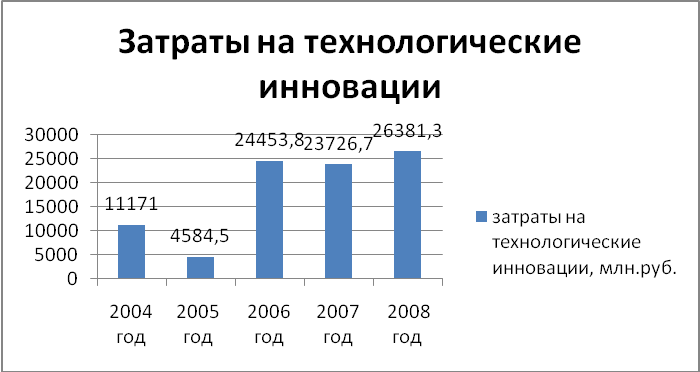 Затраты на технологические
инновации
30000
25000
20000
15000
10000
5000
0
11171
4584,5
24453,8
23726,7
26381,3
2004
год
2005
год
2006
год
2007
год
2008
год
затраты на
технологические
инновации, млн.руб.